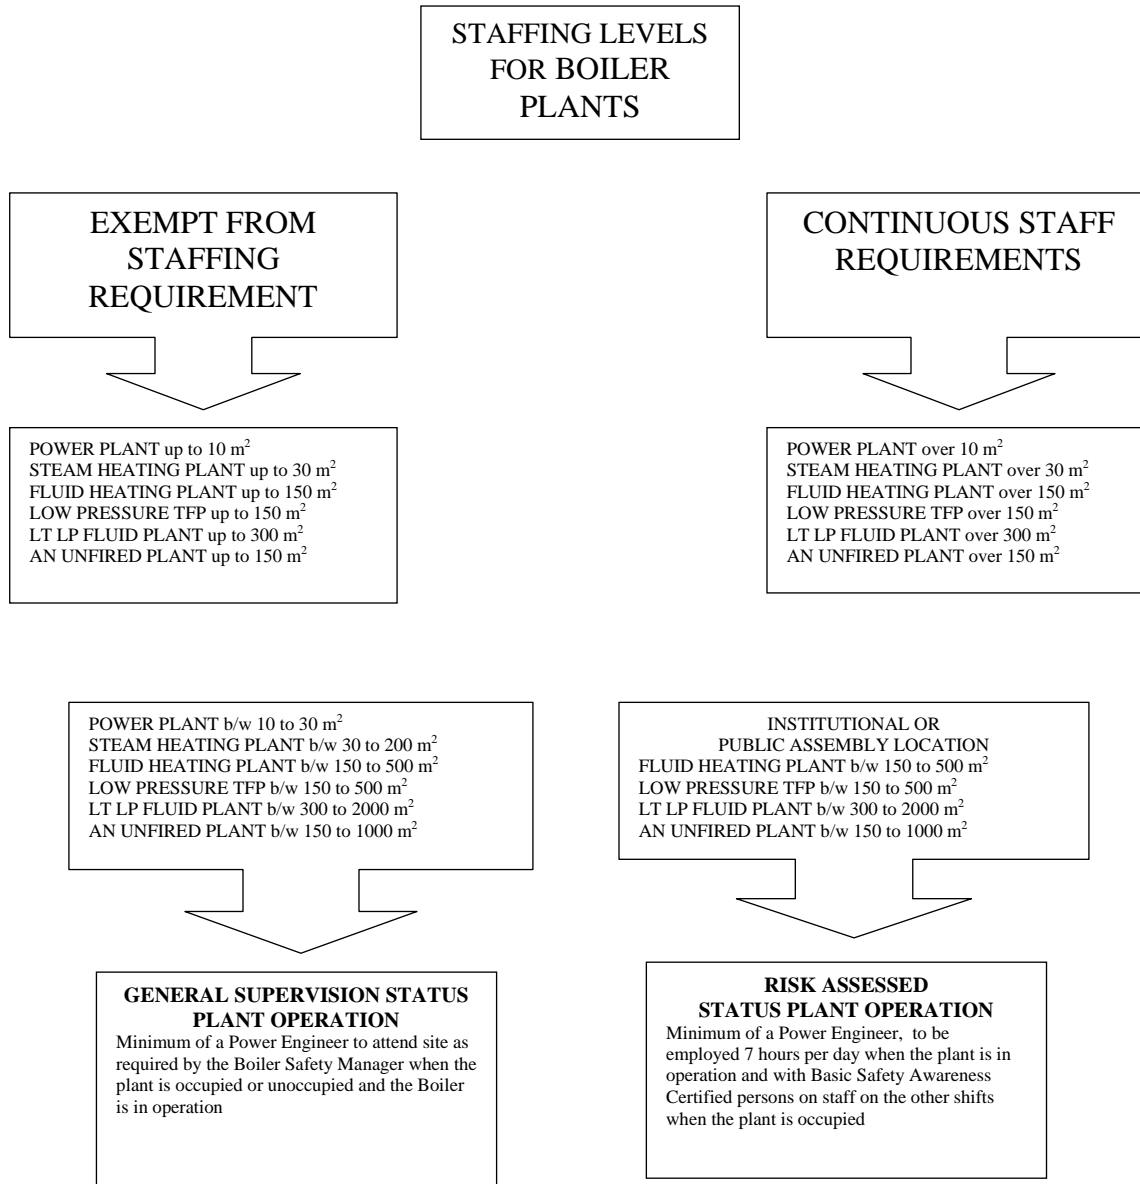 STAFFING LEVELS
FOR BOILER
PLANTS
EXEMPT FROM
STAFFING
REQUIREMENT
CONTINUOUS STAFF
REQUIREMENTS
POWER PLANT up to 10 m²
STEAM HEATING PLANT up to 30 m²
FLUID HEATING PLANT up to 150 m²
LOW PRESSURE TFP up to 150 m²
LT LP FLUID PLANT up to 300 m²
AN UNFIRED PLANT up to 150 m²
POWER PLANT over 10 m²
STEAM HEATING PLANT over 30 m²
FLUID HEATING PLANT over 150 m²
LOW PRESSURE TFP over 150 m²
LT LP FLUID PLANT over 300 m²
AN UNFIRED PLANT over 150 m²
POWER PLANT b/w 10 to 30 m²
STEAM HEATING PLANT b/w 30 to 200 m²
FLUID HEATING PLANT b/w 150 to 500 m²
LOW PRESSURE TFP b/w 150 to 500 m²
LT LP FLUID PLANT b/w 300 to 2000 m²
AN UNFIRED PLANT b/w 150 to 1000 m²
INSTITUTIONAL OR
PUBLIC ASSEMBLY LOCATION
FLUID HEATING PLANT b/w 150 to 500 m²
LOW PRESSURE TFP b/w 150 to 500 m²
LT LP FLUID PLANT b/w 300 to 2000 m²
AN UNFIRED PLANT b/w 150 to 1000 m²
GENERAL SUPERVISION STATUS
PLANT OPERATION
Minimum of a Power Engineer to attend site as
required by the Boiler Safety Manager when the
plant is occupied or unoccupied and the Boiler
is in operation
RISK ASSESSED
STATUS PLANT OPERATION
Minimum of a Power Engineer, to be
employed 7 hours per day when the plant is in
operation and with Basic Safety Awareness
Certified persons on staff on the other shifts
when the plant is occupied